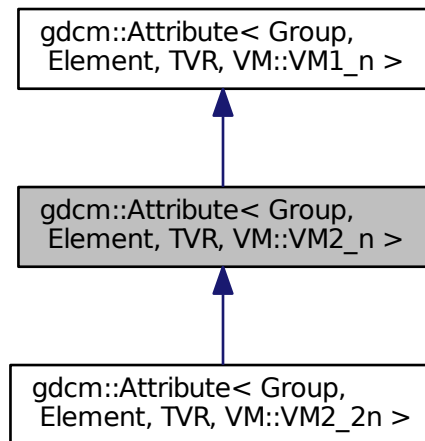 gdcm::Attribute< Group,
Element, TVR, VM::VM1_n >
gdcm::Attribute< Group,
Element, TVR, VM::VM2_n >
gdcm::Attribute< Group,
Element, TVR, VM::VM2_2n >